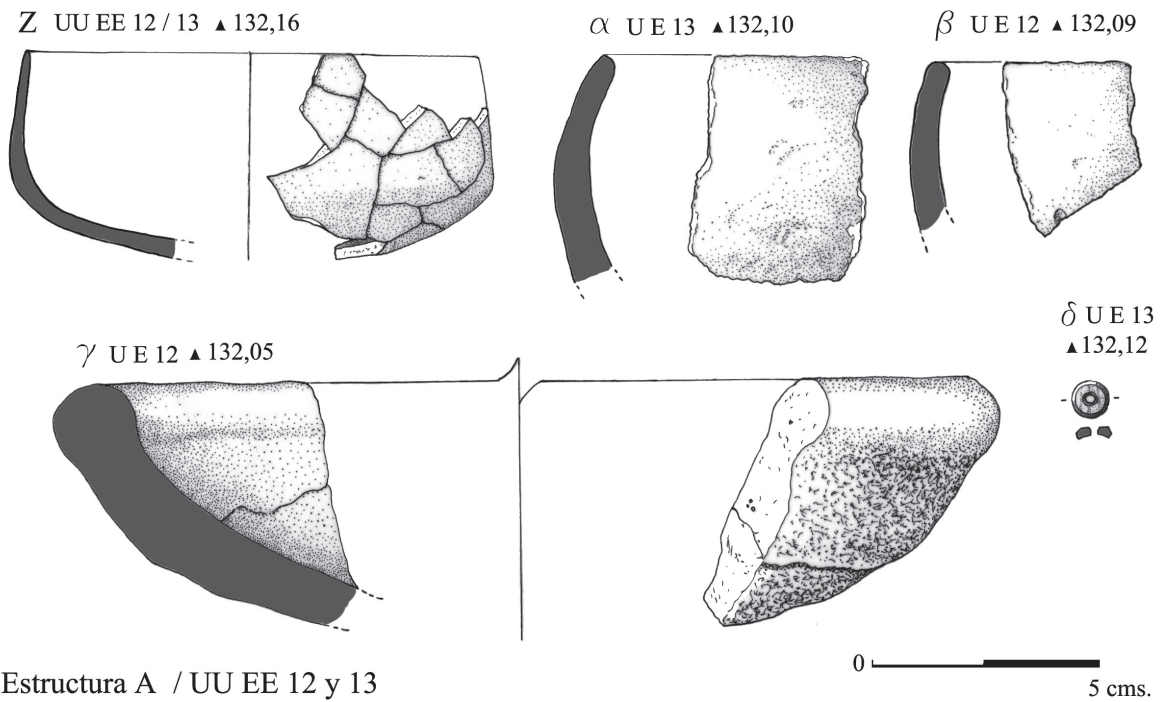 Z UU EE 12 / 13 ▲132,16
α U E 13 ▲132,10
β U E 12 ▲132,09
γ U E 12 ▲132,05
δ U E 13
▲132,12
0
5 cms.
Estructura A / UU EE 12 y 13